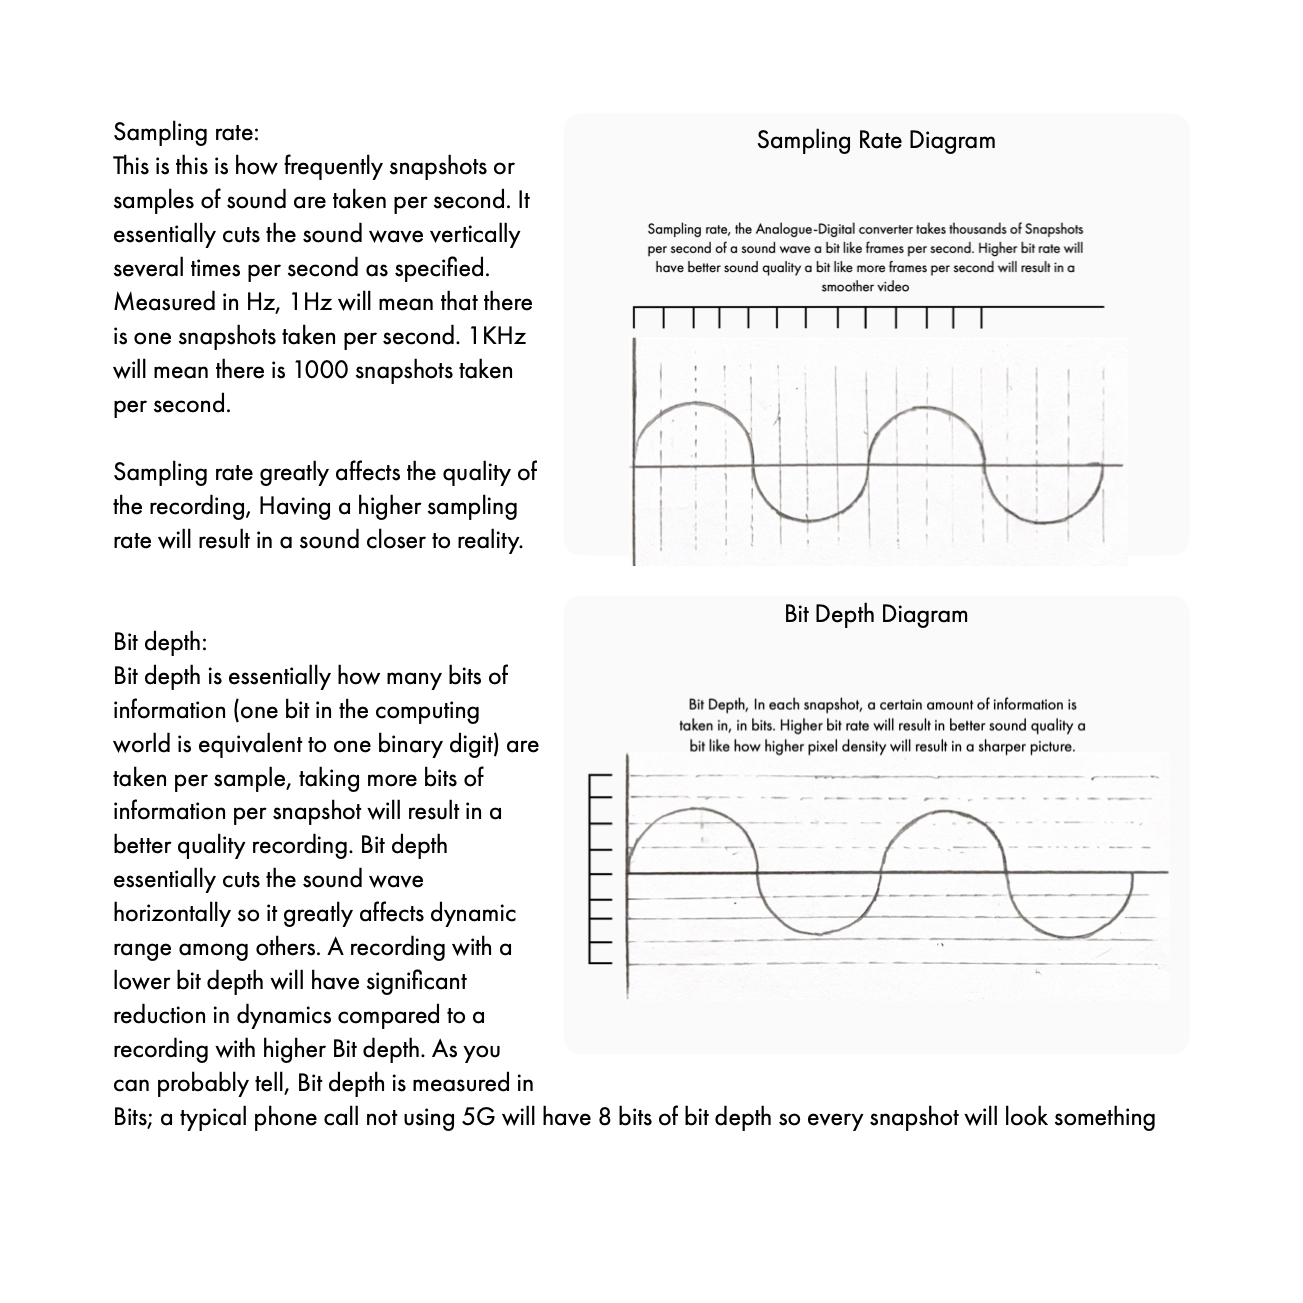 Sampling rate:
This is this is how frequently snapshots or
samples of sound are taken per second. It
essentially cuts the sound wave vertically
several times per second as specified.
Measured in Hz, 1Hz will mean that there
is one snapshots taken per second. 1KHz
will mean there is 1000 snapshots taken
per second.
Sampling rate greatly affects the quality of
the recording, Having a higher sampling
rate will result in a sound closer to reality.
Sampling Rate Diagram
Sampling rate, the Analogue-Digital converter takes thousands of Snapshots
per second of a sound wave a bit like frames per second. Higher bit rate will
have better sound quality a bit like more frames per second will result in a
smoother video
Bit depth:
Bit depth is essentially how many bits of
information (one bit in the computing
world is equivalent to one binary digit) are
taken per sample, taking more bits of
information per snapshot will result in a
better quality recording. Bit depth
essentially cuts the sound wave
horizontally so it greatly affects dynamic
range among others. A recording with a
lower bit depth will have significant
reduction in dynamics compared to a
recording with higher Bit depth. As you
can probably tell, Bit depth is measured in
Bits; a typical phone call not using 5G will have 8 bits of bit depth so every snapshot will look something
Bit Depth Diagram
Bit Depth, In each snapshot, a certain amount of information is
taken in, in bits. Higher bit rate will result in better sound quality a
bit like how higher pixel density will result in a sharper picture.